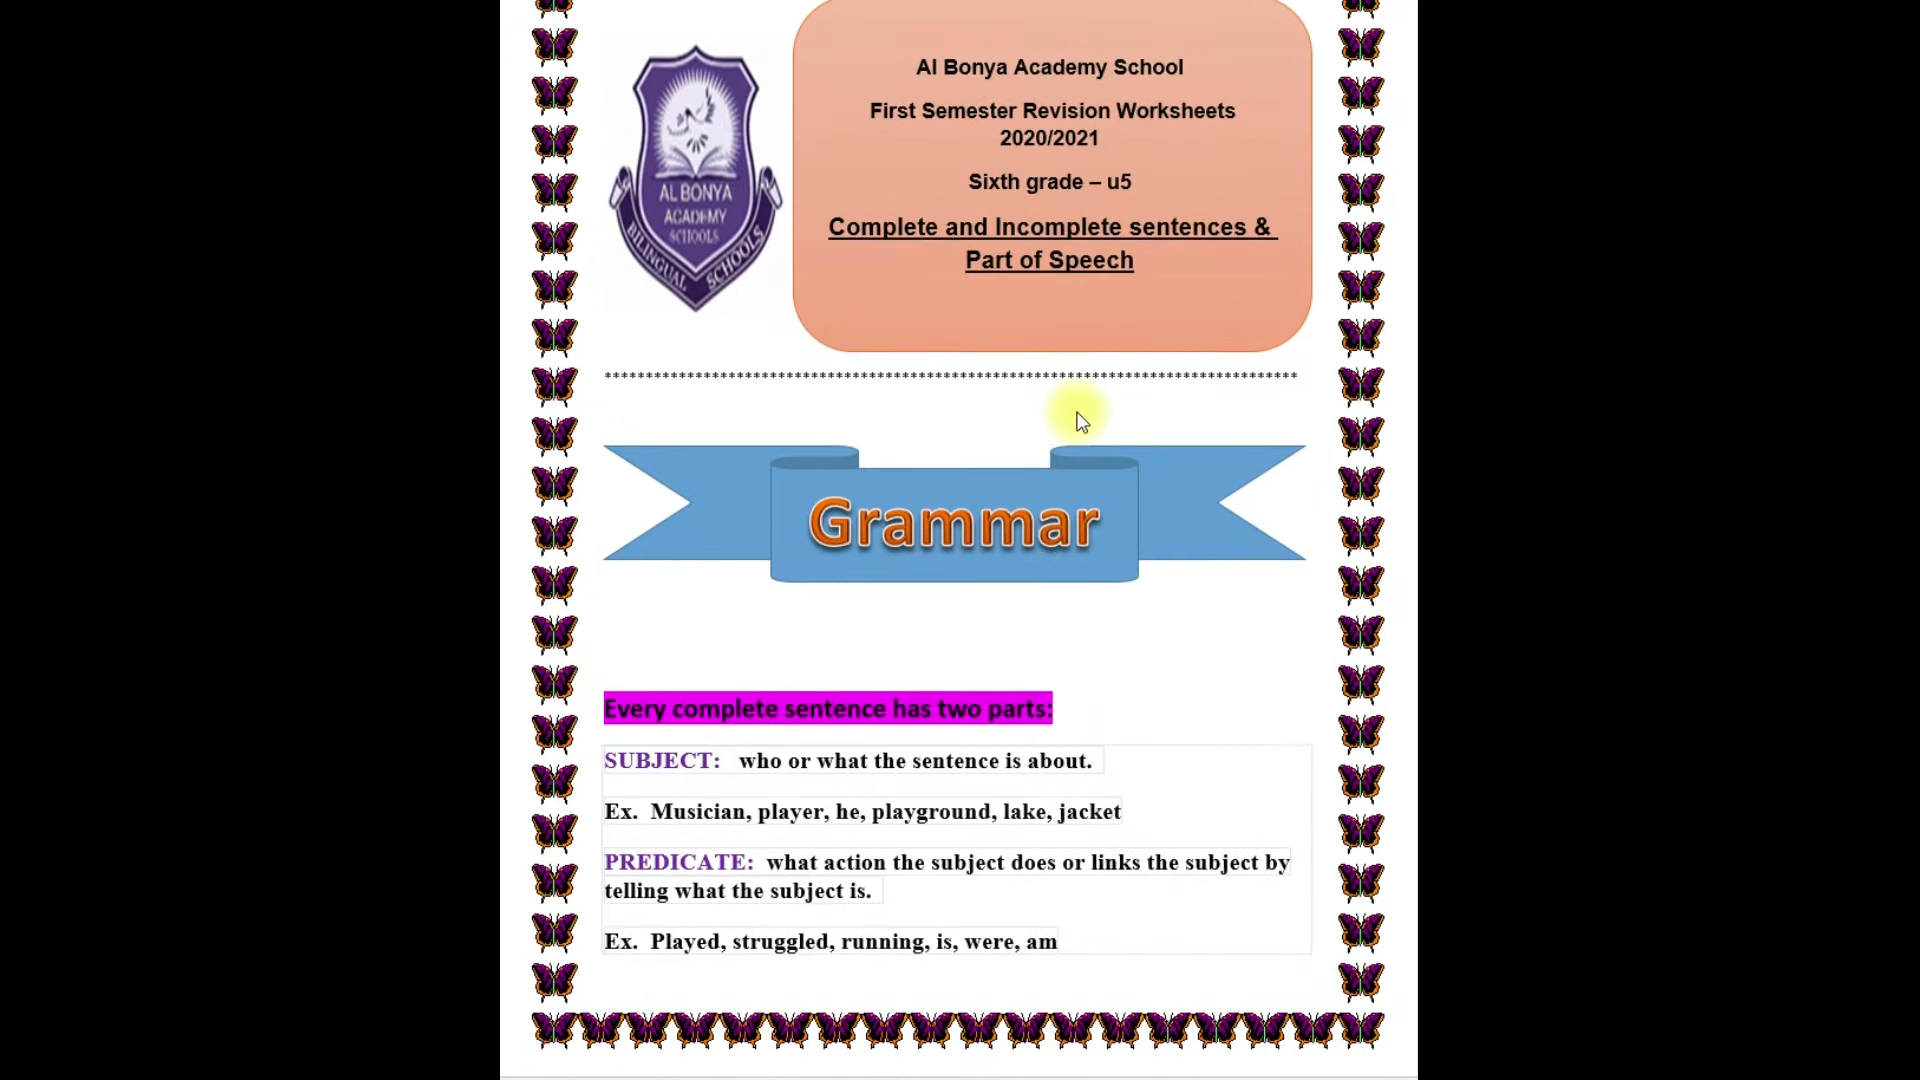 AL BONYA
ACADEMY
SCHOOLS
BILINGUAL SCHOOLS
Al Bonya Academy School
First Semester Revision Worksheets
2020/2021
Sixth grade – u5
Complete and Incomplete sentences &
Part of Speech
************************************************************************************
Grammar
Every complete sentence has two parts:
SUBJECT: who or what the sentence is about.
Ex. Musician, player, he, playground, lake, jacket
PREDICATE: what action the subject does or links the subject by
telling what the subject is.
Ex. Played, struggled, running, is, were, am